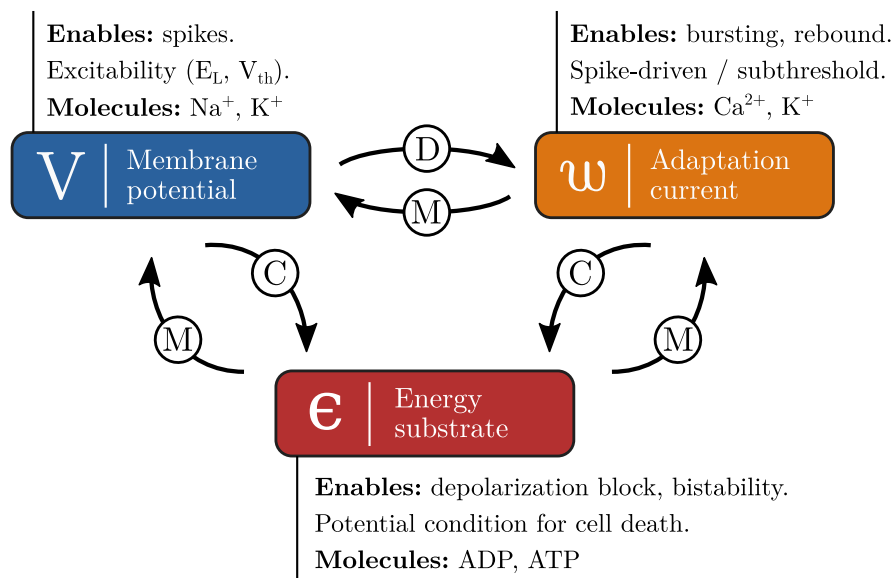 Enables: spikes.
Excitability (E_L, V_th).
Molecules: Na⁺, K⁺
Enables: bursting, rebound.
Spike-driven / subthreshold.
Molecules: Ca²⁺, K⁺
V
Membrane
potential
D
M
w
Adaptation
current
C
C
M
M
ϵ
Energy
substrate
Enables: depolarization block, bistability.
Potential condition for cell death.
Molecules: ADP, ATP